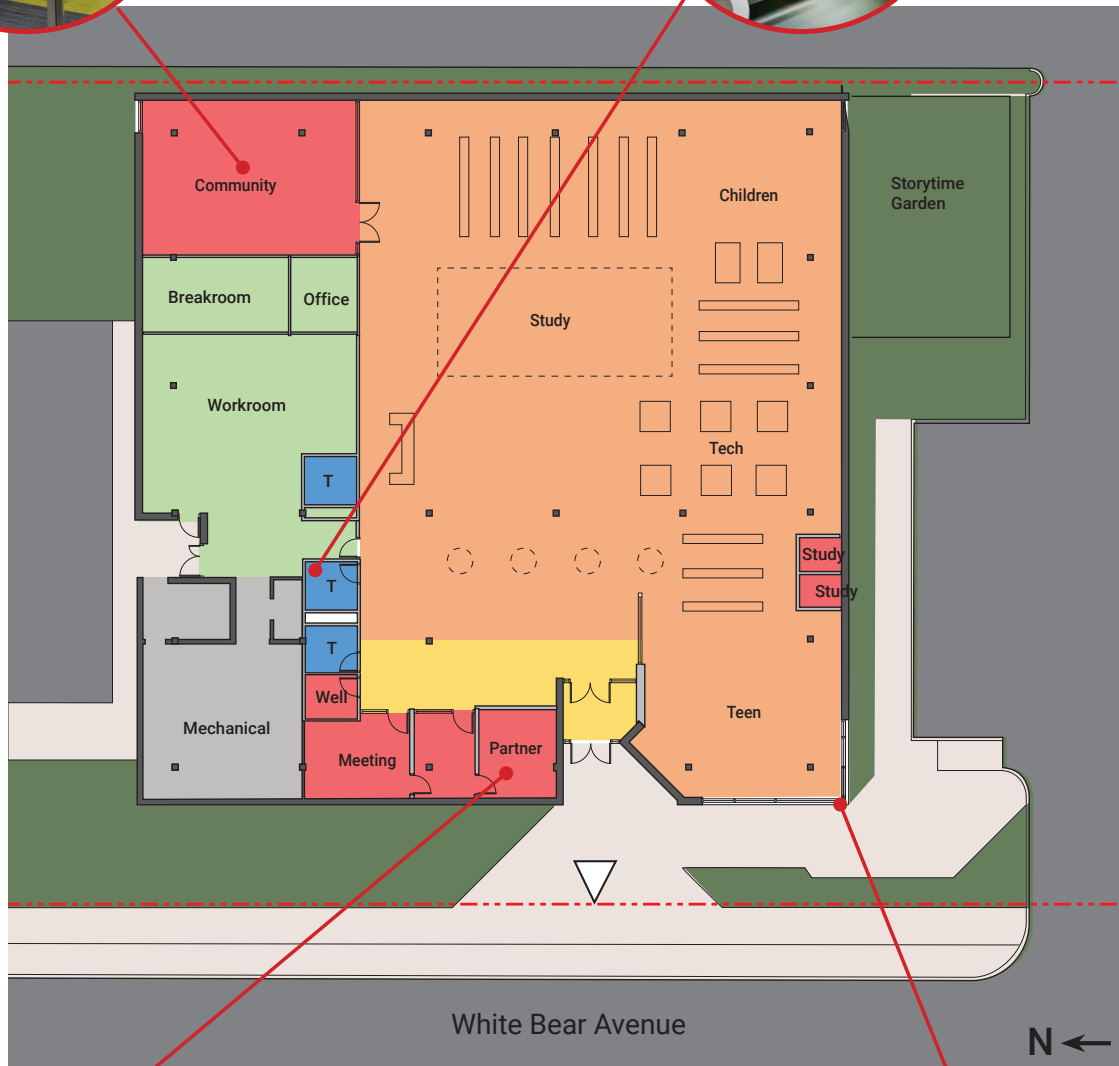 Community
Children
Storytime
Garden
Breakroom
Office
Study
Workroom
Tech
T
Study
T
Study
T
Well
Teen
Mechanical
Meeting
Partner
White Bear Avenue
N